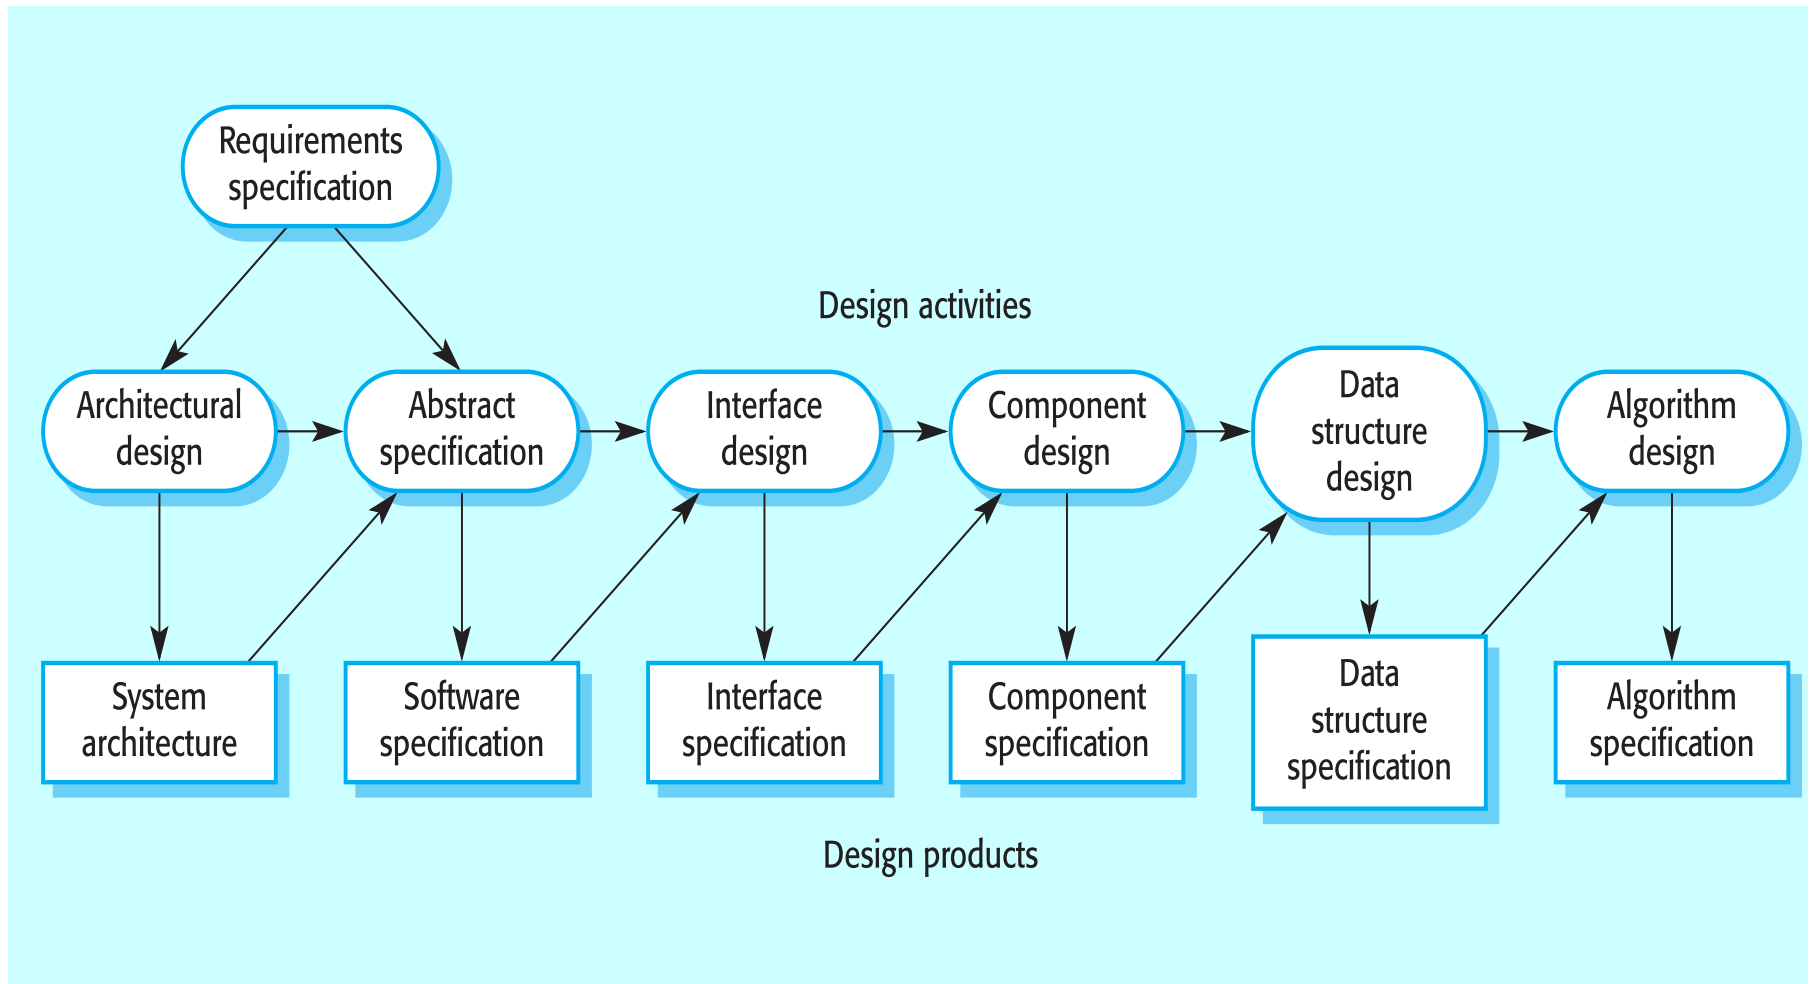 Requirements
specification
Design activities
Architectural
design
Abstract
specification
Interface
design
Component
design
Data
structure
design
Algorithm
design
System
architecture
Software
specification
Interface
specification
Component
specification
Data
structure
specification
Algorithm
specification
Design products